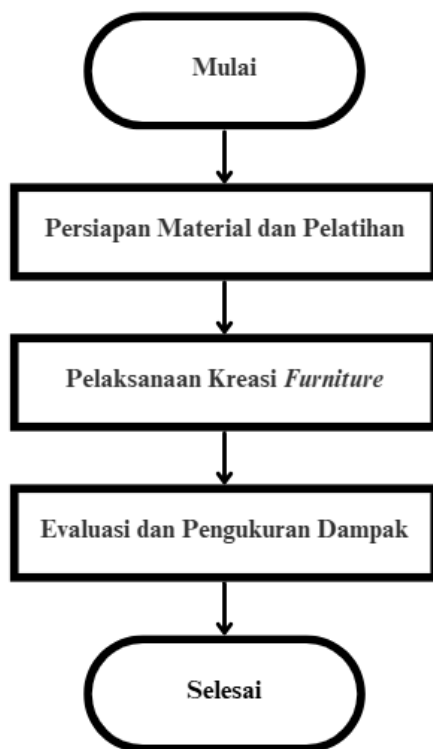 Mulai
Persiapan Material dan Pelatihan
Pelaksanaan Kreasi Furniture
Evaluasi dan Pengukuran Dampak
Selesai